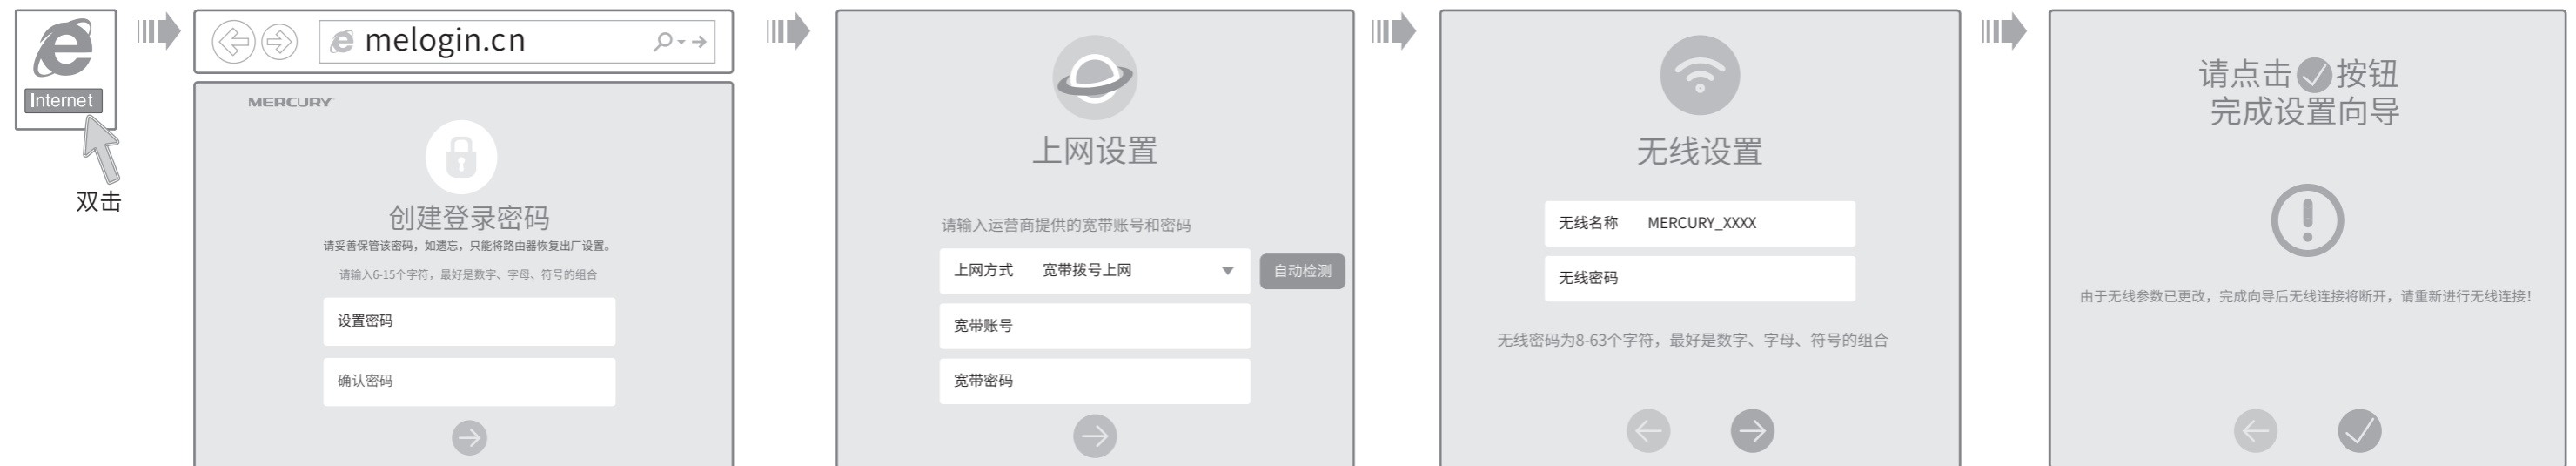 Internet
双击
melogin.cn
MERCURY
创建登录密码
请妥善保管该密码，如遗忘，只能将路由器恢复出厂设置。
请输入6-15个字符，最好是数字、字母、符号的组合
设置密码
确认密码
上网设置
请输入运营商提供的宽带账号和密码
上网方式 宽带拨号上网
自动检测
宽带账号
宽带密码
无线设置
无线名称 MERCURY_XXXX
无线密码
无线密码为8-63个字符，最好是数字、字母、符号的组合
请点击 按钮
完成设置向导
由于无线参数已更改，完成向导后无线连接将断开，请重新进行无线连接！